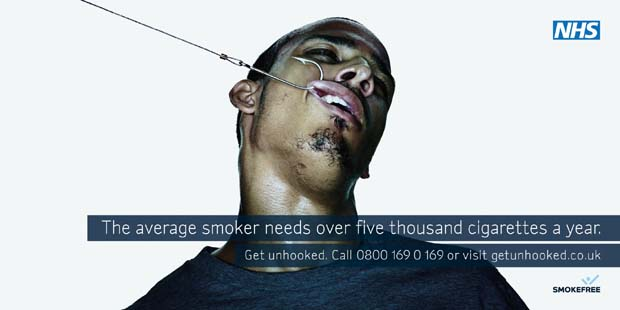 NHS
The average smoker needs over five thousand cigarettes a year.
Get unhooked. Call 0800 169 0 169 or visit getunhooked.co.uk
SMOKEFREE